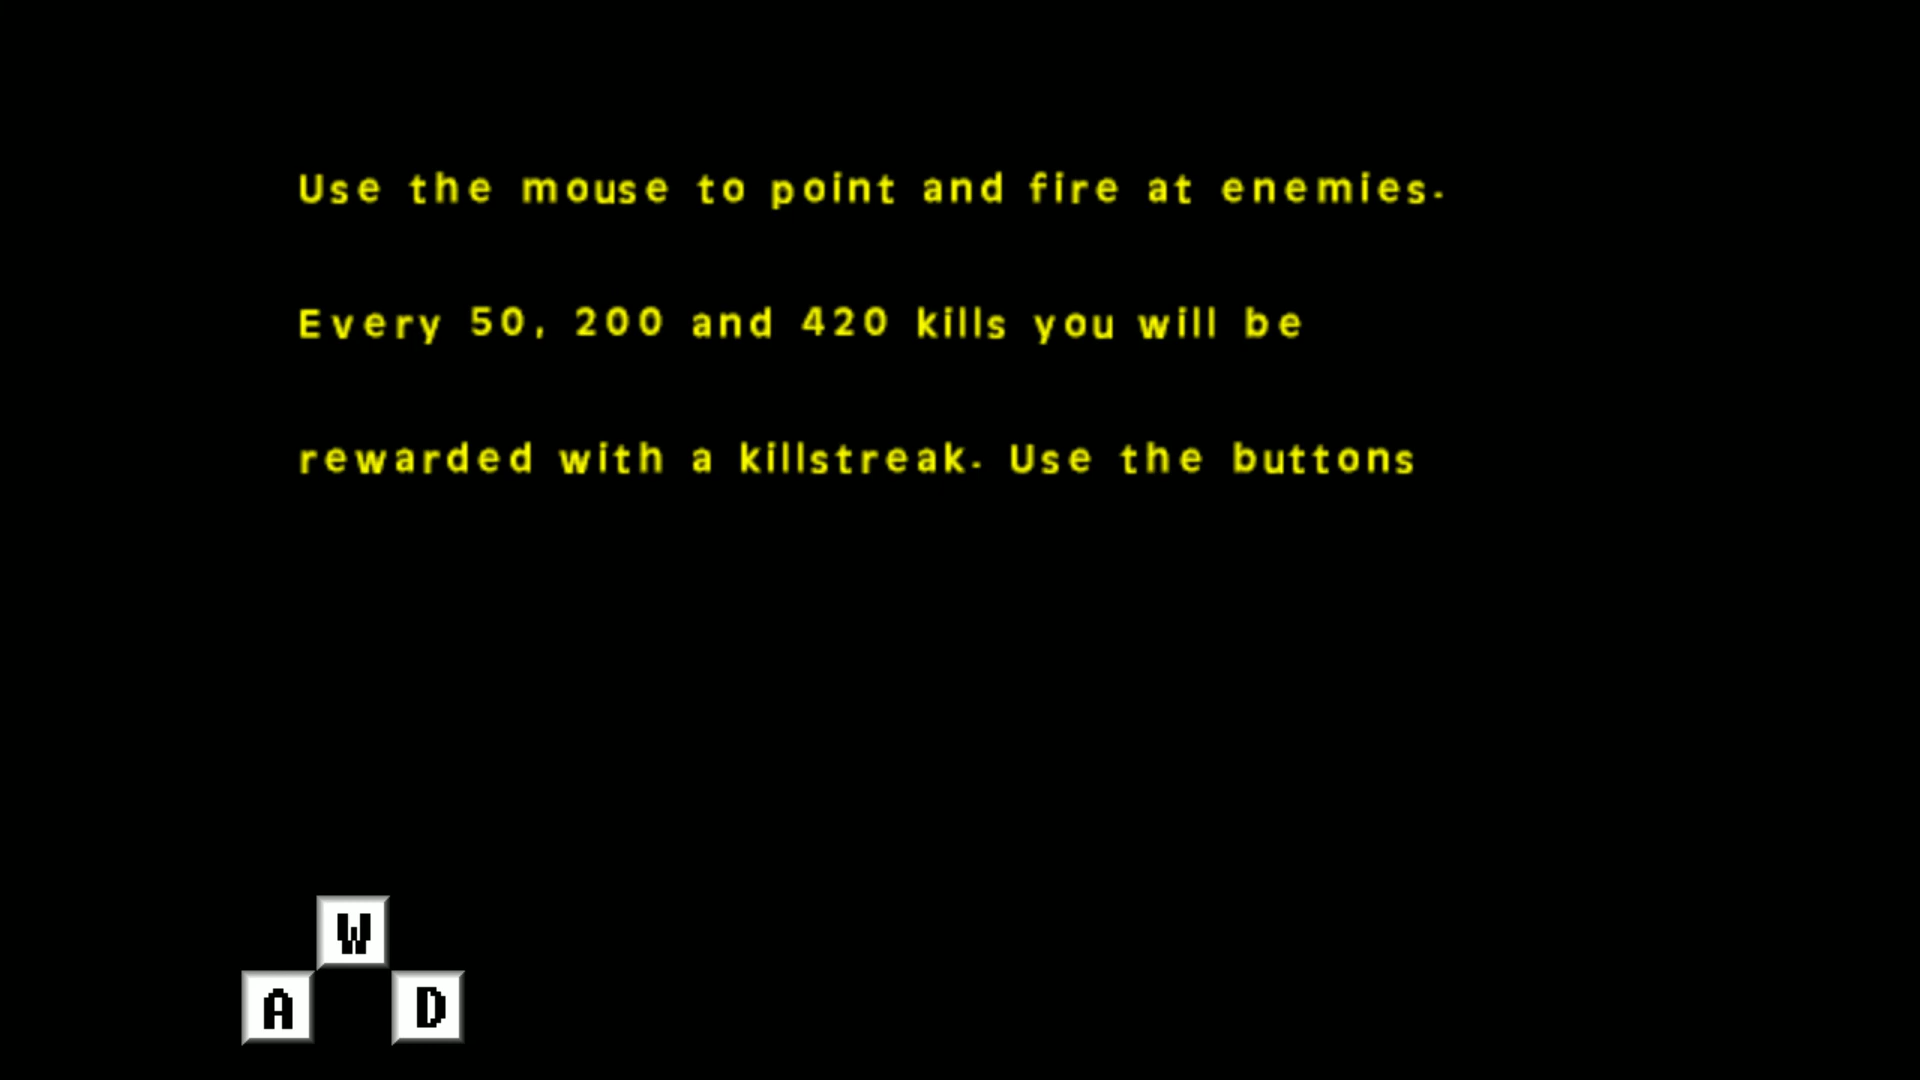 Use the mouse to point and fire at enemies.
Every 50, 200 and 420 kills you will be
rewarded with a killstreak. Use the buttons
W
A D